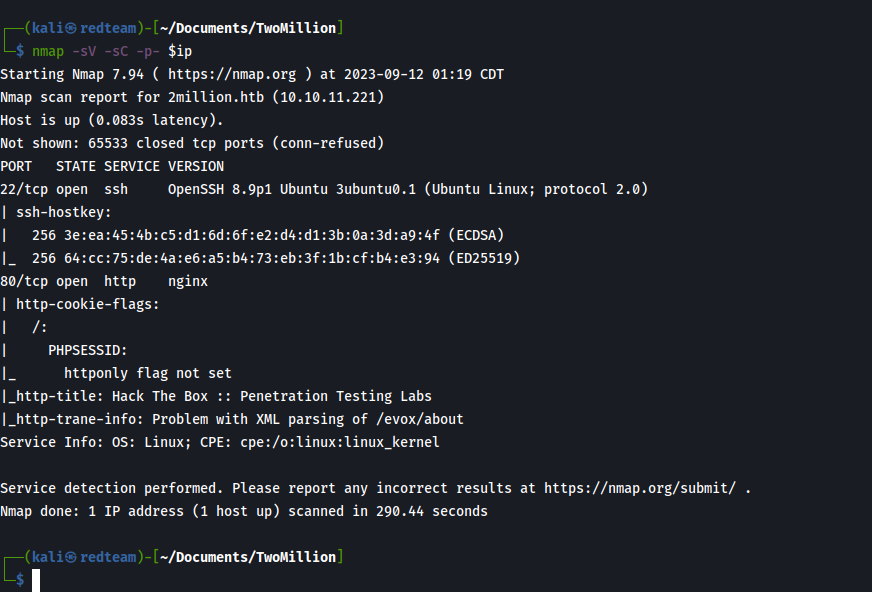 ┌──(kali㉿redteam)-[~/Documents/TwoMillion]
└─$ nmap -sV -sC -p- $ip
Starting Nmap 7.94 ( https://nmap.org ) at 2023-09-12 01:19 CDT
Nmap scan report for 2million.htb (10.10.11.221)
Host is up (0.083s latency).
Not shown: 65533 closed tcp ports (conn-refused)
PORT   STATE SERVICE VERSION
22/tcp open  ssh     OpenSSH 8.9p1 Ubuntu 3ubuntu0.1 (Ubuntu Linux; protocol 2.0)
| ssh-hostkey:
|   256 3e:ea:45:4b:c5:d1:6d:6f:e2:d4:d1:3b:0a:3d:a9:4f (ECDSA)
|_  256 64:cc:75:de:4a:e6:a5:b4:73:eb:3f:1b:cf:b4:e3:94 (ED25519)
80/tcp open  http    nginx
| http-cookie-flags:
|   /:
|     PHPSESSID:
|_      httponly flag not set
|_http-title: Hack The Box :: Penetration Testing Labs
|_http-trane-info: Problem with XML parsing of /evox/about
Service Info: OS: Linux; CPE: cpe:/o:linux:linux_kernel
Service detection performed. Please report any incorrect results at https://nmap.org/submit/ .
Nmap done: 1 IP address (1 host up) scanned in 290.44 seconds
┌──(kali㉿redteam)-[~/Documents/TwoMillion]
└─$